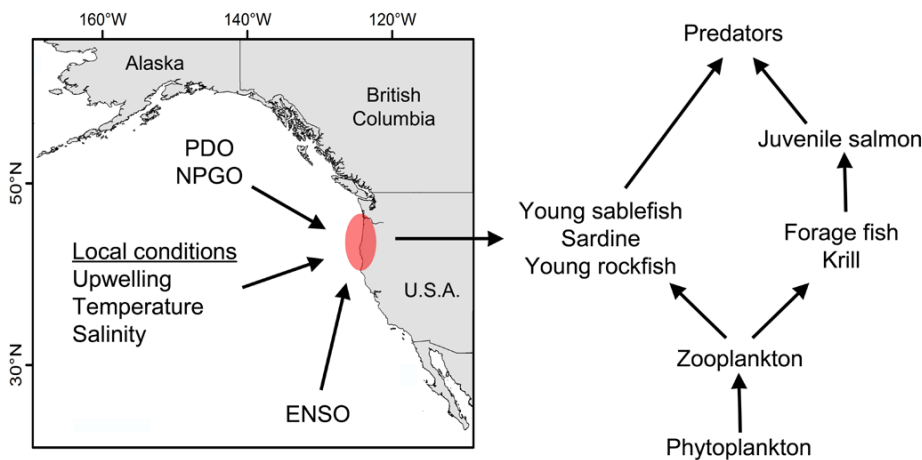 160°W
140°W
120°W
Alaska
British
Columbia
PDO
NPGO
50°N
Local conditions
Upwelling
Temperature
Salinity
U.S.A.
30°N
ENSO
Predators
Juvenile salmon
Young sablefish
Sardine
Young rockfish
Forage fish
Krill
Zooplankton
Phytoplankton